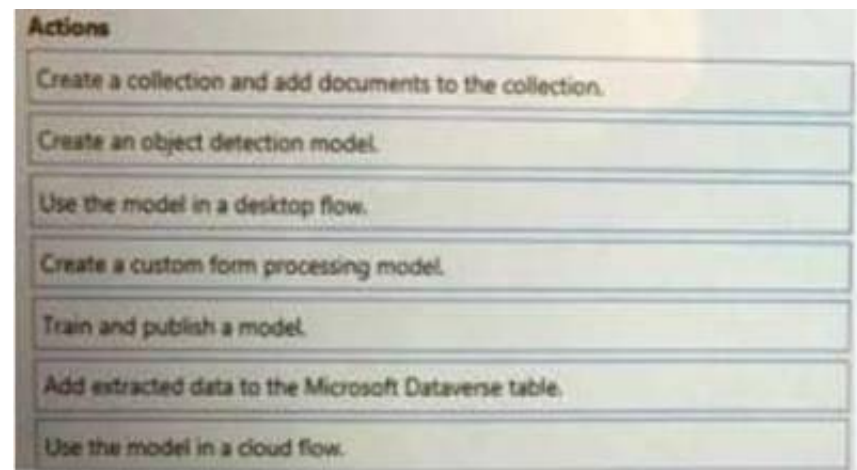 Actions
Create a collection and add documents to the collection.
Create an object detection model.
Use the model in a desktop flow.
Create a custom form processing model.
Train and publish a model.
Add extracted data to the Microsoft Dataverse table.
Use the model in a cloud flow.